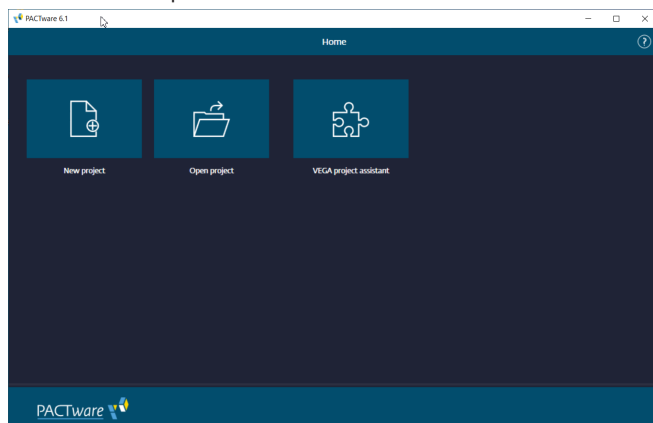 PACTware 6.1
Home
?
New project
Open project
VEGA project assistant
PACTware